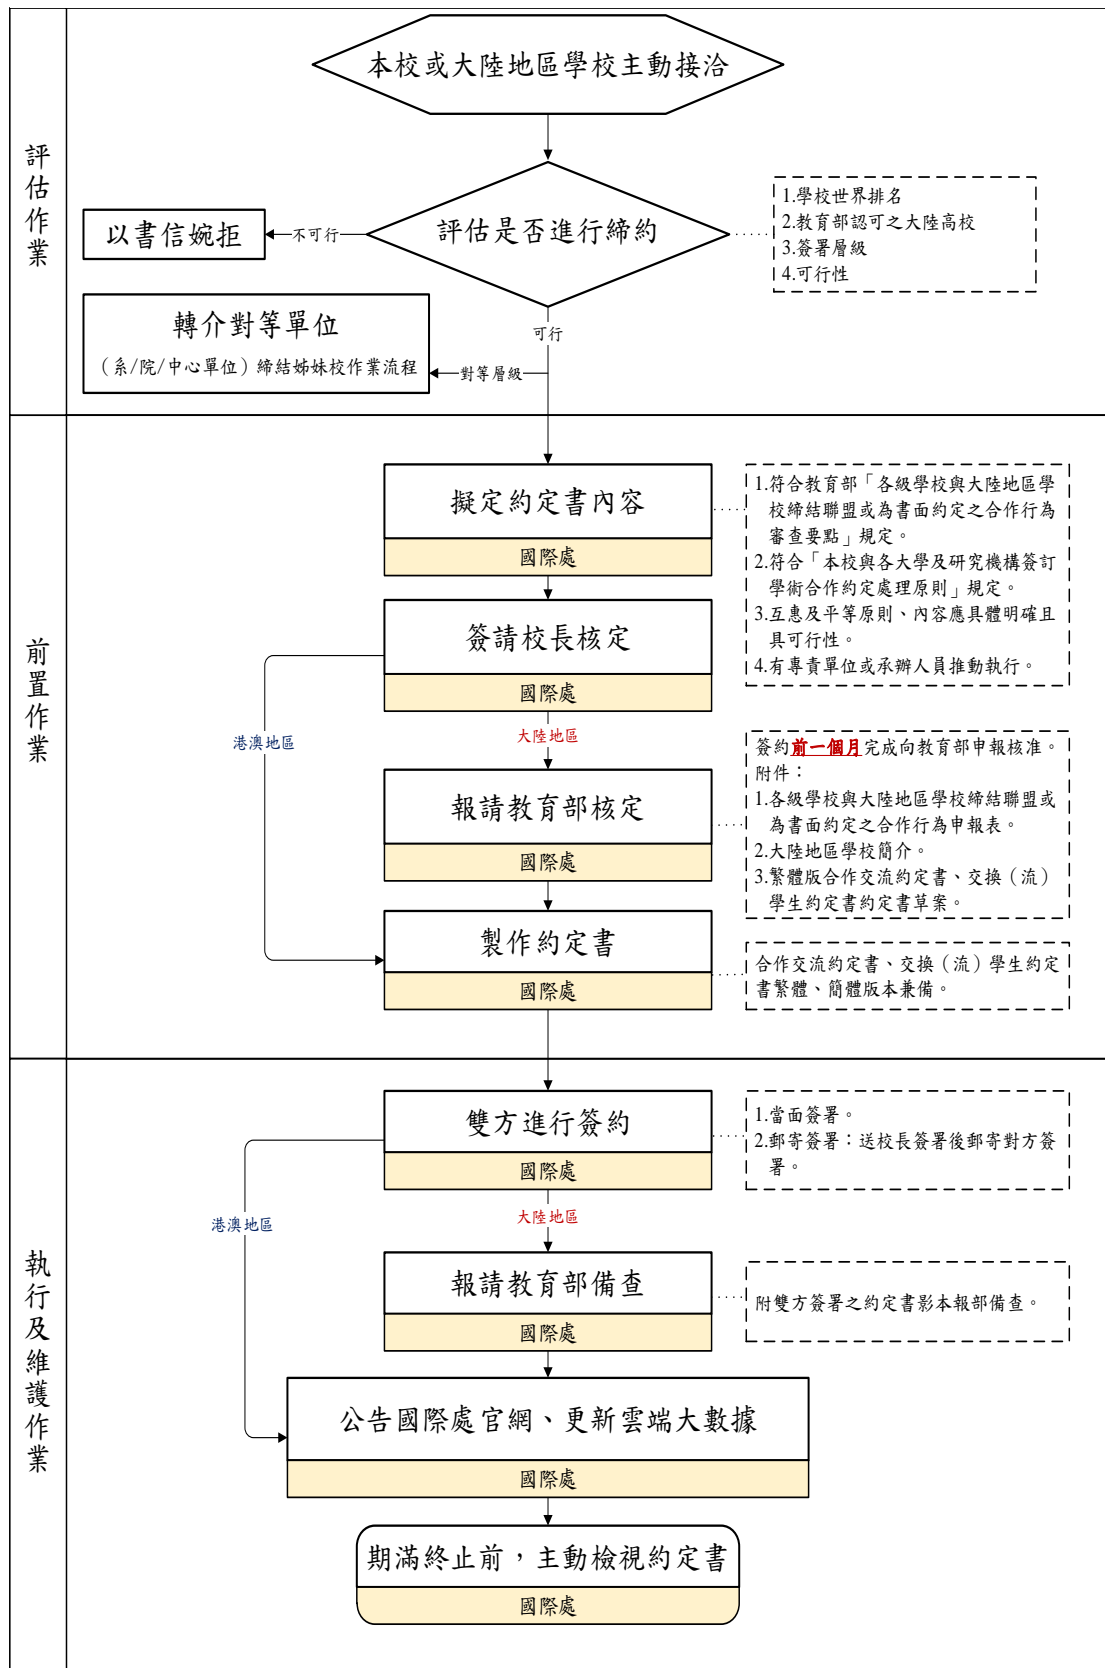 評估作業
本校或大陸地區學校主動接洽
評估是否進行締約
不可行
以書信婉拒
1.學校世界排名
2.教育部認可之大陸高校
3.簽署層級
4.可行性
可行
對等層級
轉介對等單位
（系/院/中心單位）締結姊妹校作業流程
前置作業
擬定約定書內容
國際處
1.符合教育部「各級學校與大陸地區學
校締結聯盟或為書面約定之合作行為
審查要點」規定。
2.符合「本校與各大學及研究機構簽訂
學術合作約定處理原則」規定。
3.互惠及平等原則、內容應具體明確且
具可行性。
4.有專責單位或承辦人員推動執行。
簽請校長核定
國際處
港澳地區
大陸地區
報請教育部核定
國際處
簽約前一個月完成向教育部申報核准。
附件：
1.各級學校與大陸地區學校締結聯盟或
為書面約定之合作行為申報表。
2.大陸地區學校簡介。
3.繁體版合作交流約定書、交換（流）
學生約定書約定書草案。
製作約定書
國際處
合作交流約定書、交換（流）學生約定
書繁體、簡體版本兼備。
執行及維護作業
雙方進行簽約
國際處
1.當面簽署。
2.郵寄簽署：送校長簽署後郵寄對方簽
署。
港澳地區
大陸地區
報請教育部備查
國際處
附雙方簽署之約定書影本報部備查。
公告國際處官網、更新雲端大數據
國際處
期滿終止前，主動檢視約定書
國際處